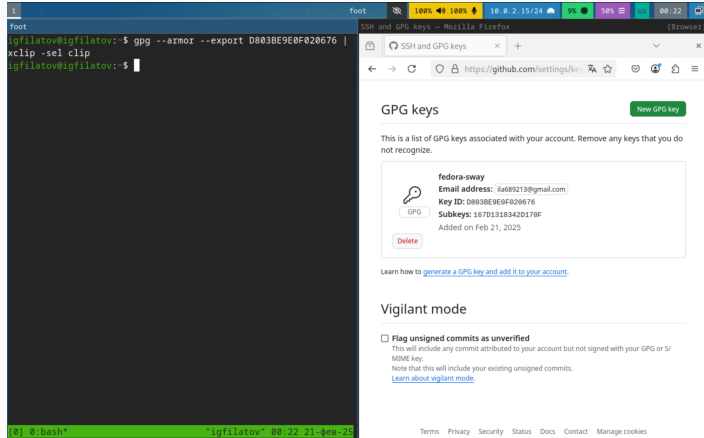 1
foot
100%
100%
10.0.2.15/24
9%
50%
us
00:22
foot
SSH and GPG keys — Mozilla Firefox
[Browser
igfilatov@igfilatov:~$ gpg --armor --export D803BE9E0F020676 |
xclip -sel clip
igfilatov@igfilatov:~$
SSH and GPG keys
https://github.com/settings/key
GPG keys
New GPG key
This is a list of GPG keys associated with your account. Remove any keys that you do
not recognize.
fedora-sway
Email address: ila689213@gmail.com
Key ID: D803BE9E0F020676
GPG
Subkeys: 167D1318342D170F
Added on Feb 21, 2025
Delete
Learn how to generate a GPG key and add it to your account.
Vigilant mode
Flag unsigned commits as unverified
This will include any commit attributed to your account but not signed with your GPG or S/
MIME key.
Note that this will include your existing unsigned commits.
Learn about vigilant mode.
Terms Privacy Security Status Docs Contact Manage cookies
[0] 0:bash*
"igfilatov" 00:22 21-фев-25